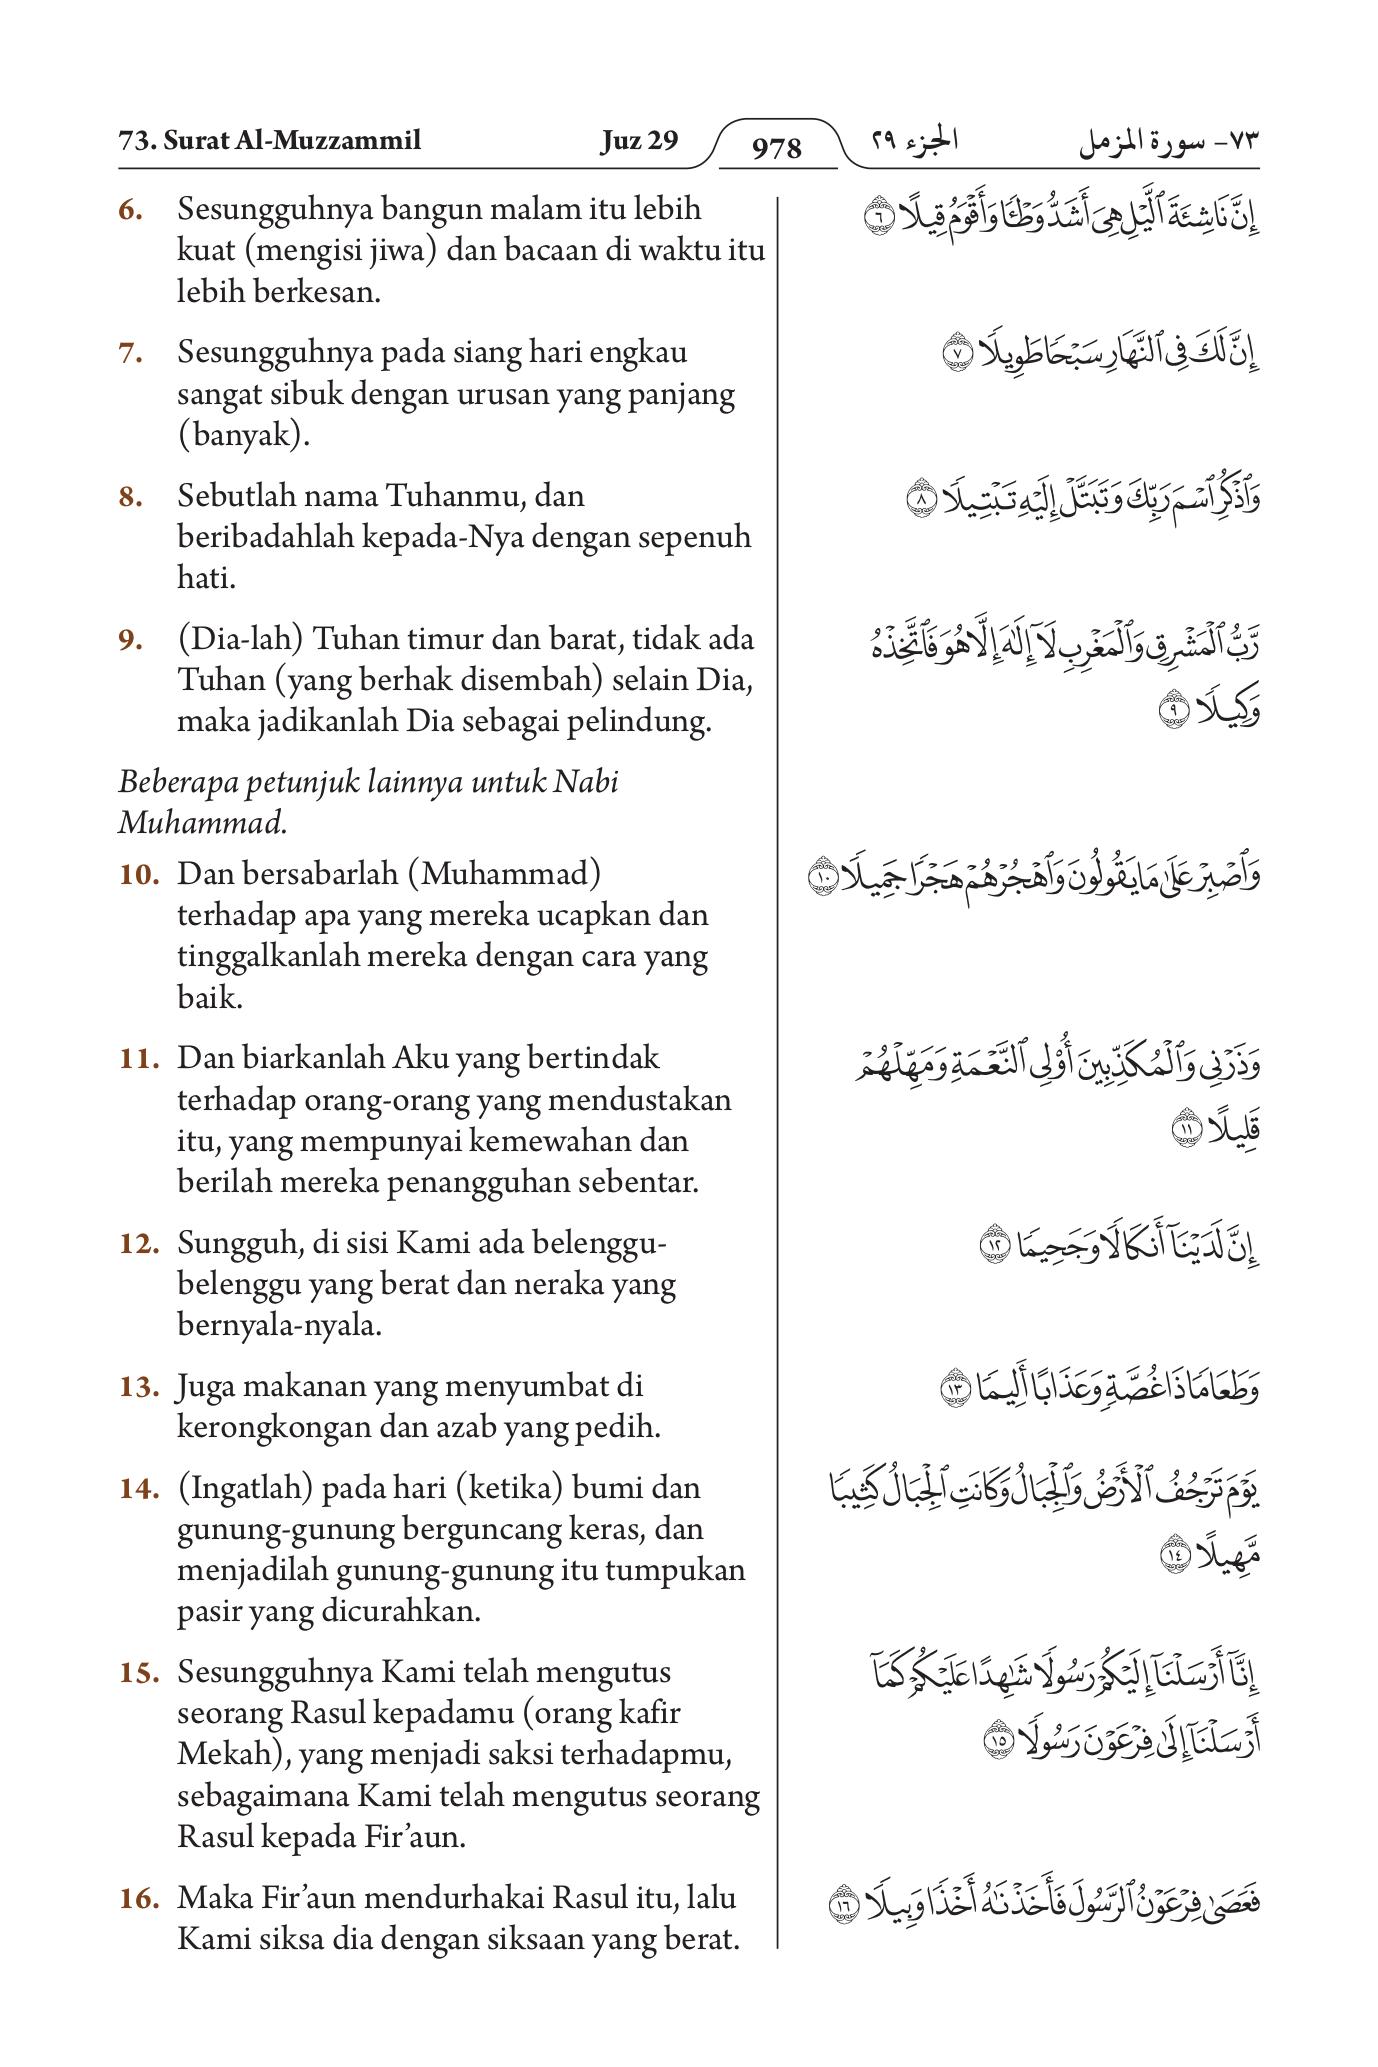 73. Surat Al-Muzzammil
Juz 29
978
الجزء ٢٩
٧٣- سورة المزمل
6. Sesungguhnya bangun malam itu lebih
kuat (mengisi jiwa) dan bacaan di waktu itu
lebih berkesan.
إِنَّ نَاشِئَةَ ٱلَّيْلِ هِىَ أَشَدُّ وَطْـًٔا وَأَقْوَمُ قِيلًا ٦
7. Sesungguhnya pada siang hari engkau
sangat sibuk dengan urusan yang panjang
(banyak).
إِنَّ لَكَ فِى ٱلنَّهَارِ سَبْحًا طَوِيلًا ٧
8. Sebutlah nama Tuhanmu, dan
beribadahlah kepada-Nya dengan sepenuh
hati.
وَٱذْكُرِ ٱسْمَ رَبِّكَ وَتَبَتَّلْ إِلَيْهِ تَبْتِيلًا ٨
9. (Dia-lah) Tuhan timur dan barat, tidak ada
Tuhan (yang berhak disembah) selain Dia,
maka jadikanlah Dia sebagai pelindung.
رَّبُّ ٱلْمَشْرِقِ وَٱلْمَغْرِبِ لَآ إِلَٰهَ إِلَّا هُوَ فَٱتَّخِذْهُ
وَكِيلًا ٩
Beberapa petunjuk lainnya untuk Nabi
Muhammad.
10. Dan bersabarlah (Muhammad)
terhadap apa yang mereka ucapkan dan
tinggalkanlah mereka dengan cara yang
baik.
وَٱصْبِرْ عَلَىٰ مَا يَقُولُونَ وَٱهْجُرْهُمْ هَجْرًا جَمِيلًا ١٠
11. Dan biarkanlah Aku yang bertindak
terhadap orang-orang yang mendustakan
itu, yang mempunyai kemewahan dan
berilah mereka penangguhan sebentar.
وَذَرْنِى وَٱلْمُكَذِّبِينَ أُو۟لِى ٱلنَّعْمَةِ وَمَهِّلْهُمْ
قَلِيلًا ١١
12. Sungguh, di sisi Kami ada belenggu-
belenggu yang berat dan neraka yang
bernyala-nyala.
إِنَّ لَدَيْنَآ أَنكَالًا وَجَحِيمًا ١٢
13. Juga makanan yang menyumbat di
kerongkongan dan azab yang pedih.
وَطَعَامًا ذَا غُصَّةٍ وَعَذَابًا أَلِيمًا ١٣
14. (Ingatlah) pada hari (ketika) bumi dan
gunung-gunung berguncang keras, dan
menjadilah gunung-gunung itu tumpukan
pasir yang dicurahkan.
يَوْمَ تَرْجُفُ ٱلْأَرْضُ وَٱلْجِبَالُ وَكَانَتِ ٱلْجِبَالُ كَثِيبًا
مَّهِيلًا ١٤
15. Sesungguhnya Kami telah mengutus
seorang Rasul kepadamu (orang kafir
Mekah), yang menjadi saksi terhadapmu,
sebagaimana Kami telah mengutus seorang
Rasul kepada Fir’aun.
إِنَّآ أَرْسَلْنَآ إِلَيْكُمْ رَسُولًا شَٰهِدًا عَلَيْكُمْ كَمَآ
أَرْسَلْنَآ إِلَىٰ فِرْعَوْنَ رَسُولًا ١٥
16. Maka Fir’aun mendurhakai Rasul itu, lalu
Kami siksa dia dengan siksaan yang berat.
فَعَصَىٰ فِرْعَوْنُ ٱلرَّسُولَ فَأَخَذْنَٰهُ أَخْذًا وَبِيلًا ١٦